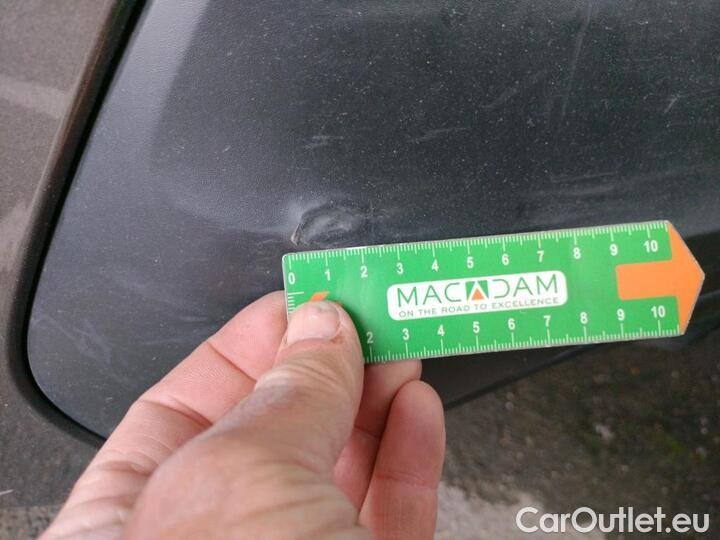 0 1 2 3 4 5 6 7 8 9 10
MACADAM
ON THE ROAD TO EXCELLENCE
2 3 4 5 6 7 8 9 10
CarOutlet.eu